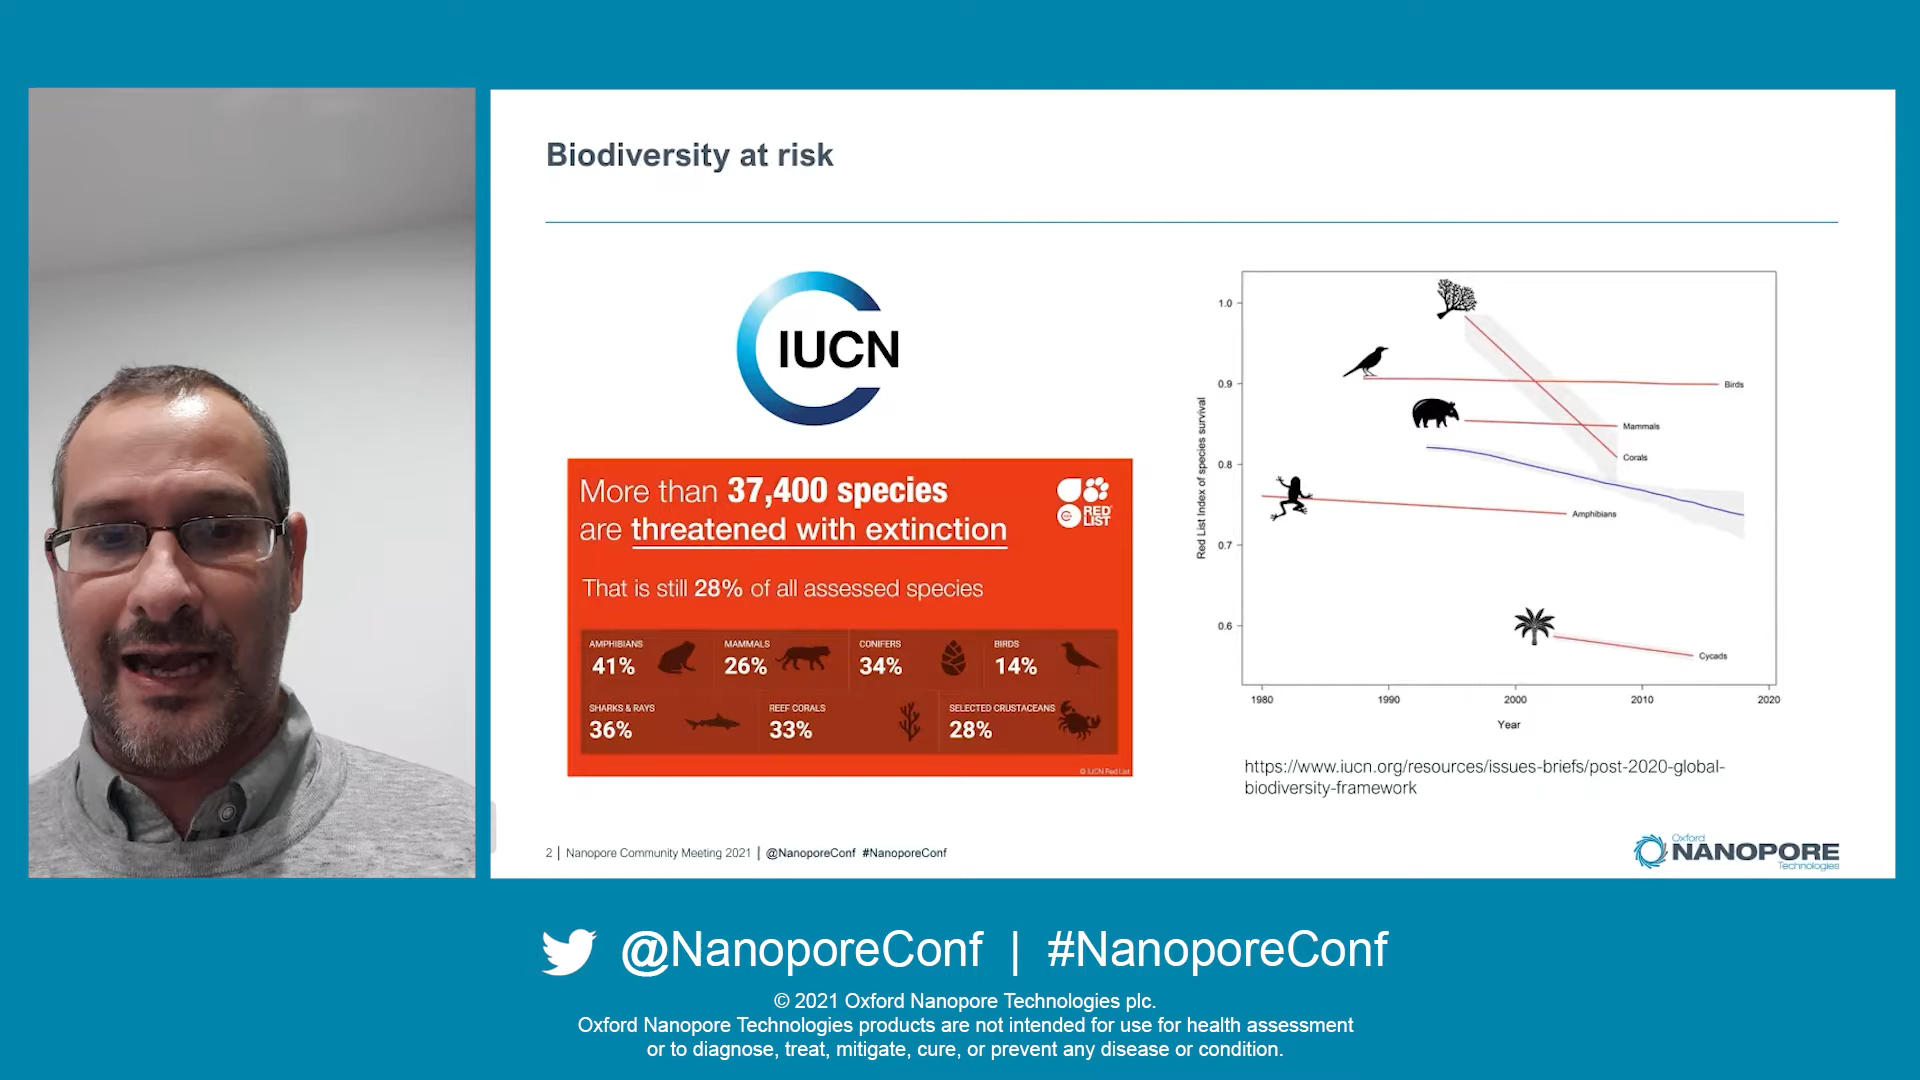 Biodiversity at risk
IUCN
More than 37,400 species
are threatened with extinction
RED
LIST
That is still 28% of all assessed species
AMPHIBIANS
41%
MAMMALS
26%
CONIFERS
34%
BIRDS
14%
SHARKS & RAYS
36%
REEF CORALS
33%
SELECTED CRUSTACEANS
28%
© IUCN Red List
Red List Index of species survival
1.0
0.9
0.8
0.7
0.6
Birds
Mammals
Corals
Amphibians
Cycads
1980
1990
2000
2010
2020
Year
https://www.iucn.org/resources/issues-briefs/post-2020-global-
biodiversity-framework
2 | Nanopore Community Meeting 2021 | @NanoporeConf #NanoporeConf
Oxford
NANOPORE
Technologies
@NanoporeConf | #NanoporeConf
© 2021 Oxford Nanopore Technologies plc.
Oxford Nanopore Technologies products are not intended for use for health assessment
or to diagnose, treat, mitigate, cure, or prevent any disease or condition.